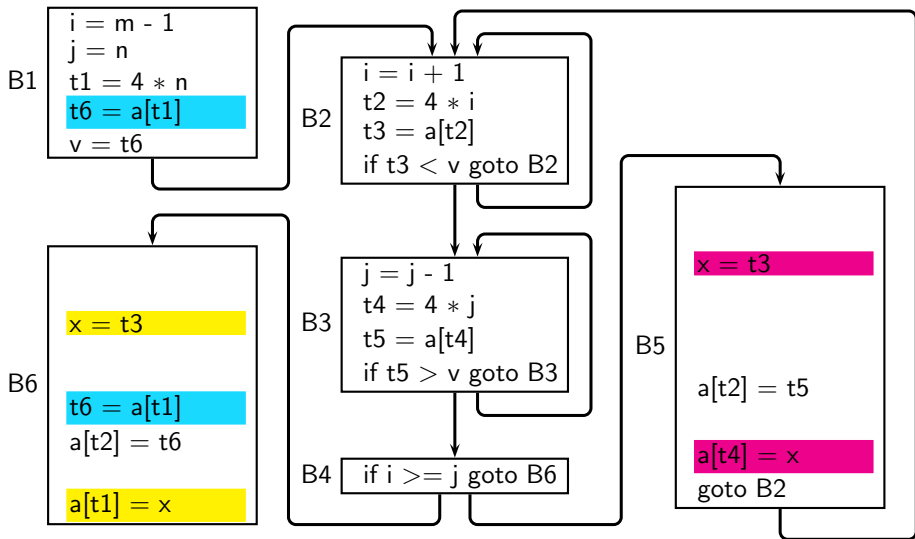 B1
i = m - 1
j = n
t1 = 4 * n
t6 = a[t1]
v = t6
B2
i = i + 1
t2 = 4 * i
t3 = a[t2]
if t3 < v goto B2
B3
j = j - 1
t4 = 4 * j
t5 = a[t4]
if t5 > v goto B3
B4
if i >= j goto B6
B5
x = t3
a[t2] = t5
a[t4] = x
goto B2
B6
x = t3
t6 = a[t1]
a[t2] = t6
a[t1] = x